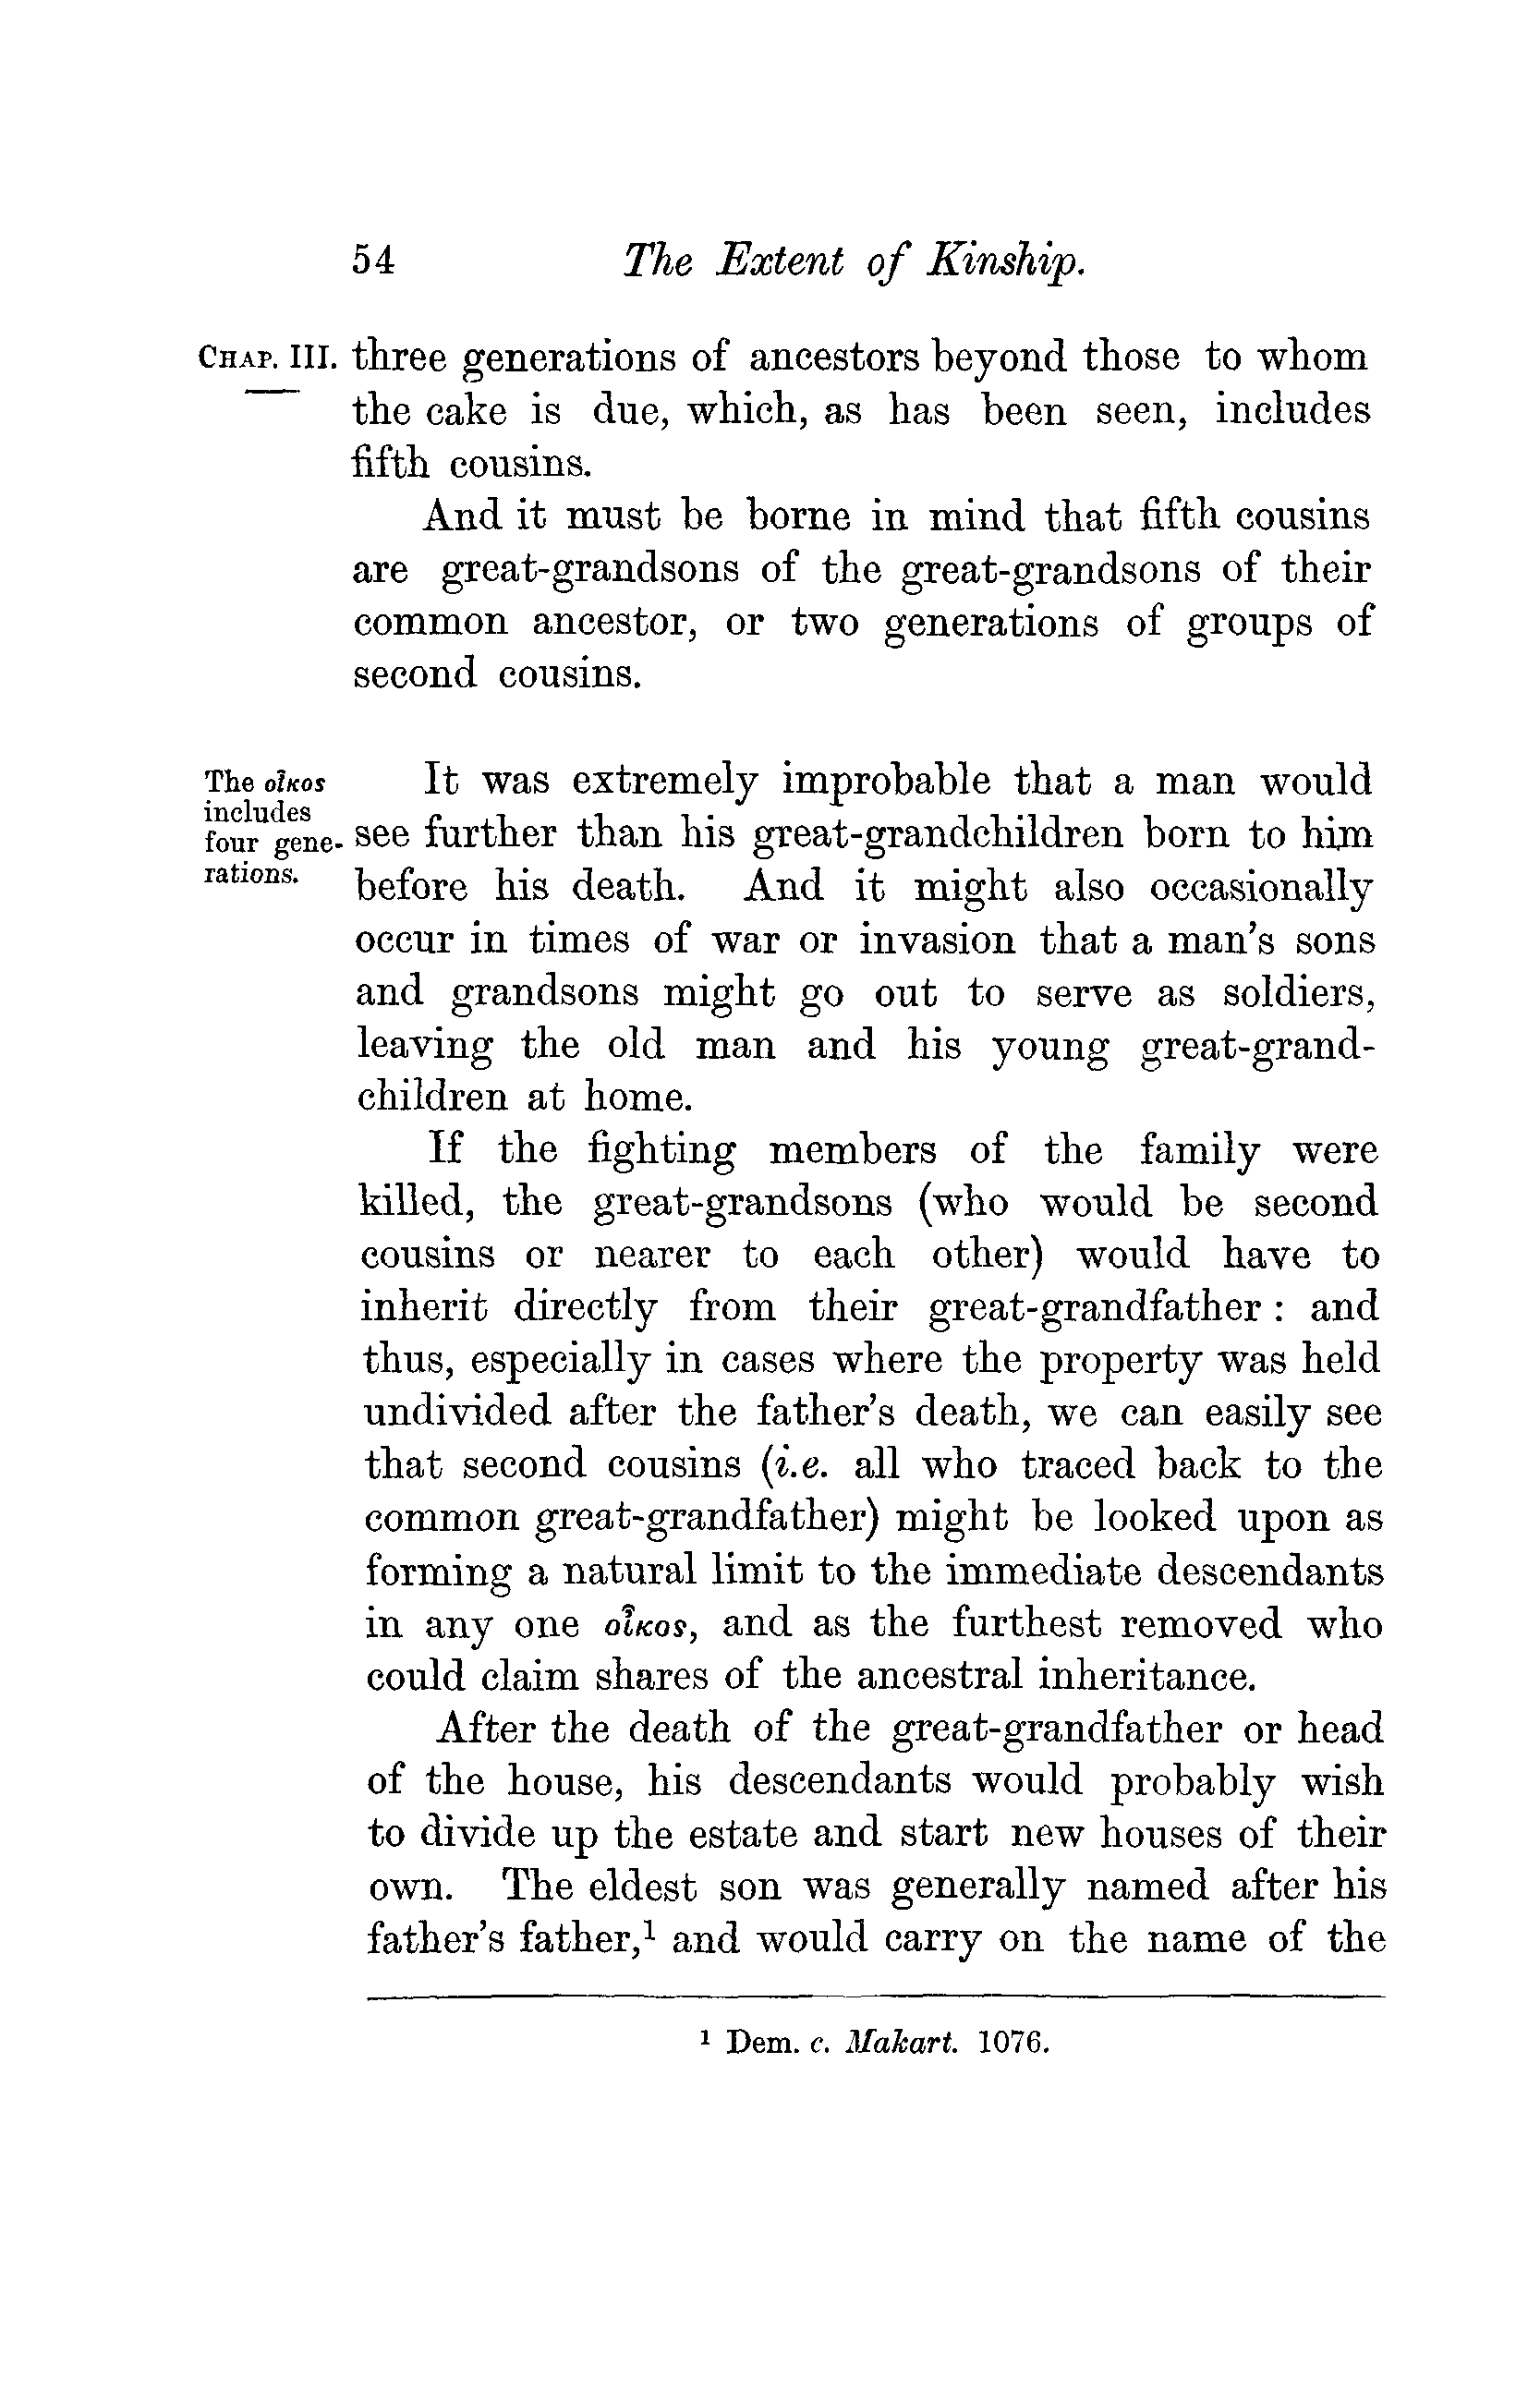 54 The Extent of Kinship.
CHAP. III. three generations of ancestors beyond those to whom
the cake is due, which, as has been seen, includes
fifth cousins.
And it must be borne in mind that fifth cousins
are great-grandsons of the great-grandsons of their
common ancestor, or two generations of groups of
second cousins.
The οἶκος
includes
four gene-
rations.
It was extremely improbable that a man would
see further than his great-grandchildren born to him
before his death. And it might also occasionally
occur in times of war or invasion that a man's sons
and grandsons might go out to serve as soldiers,
leaving the old man and his young great-grand-
children at home.
If the fighting members of the family were
killed, the great-grandsons (who would be second
cousins or nearer to each other) would have to
inherit directly from their great-grandfather : and
thus, especially in cases where the property was held
undivided after the father's death, we can easily see
that second cousins (i.e. all who traced back to the
common great-grandfather) might be looked upon as
forming a natural limit to the immediate descendants
in any one οἶκος, and as the furthest removed who
could claim shares of the ancestral inheritance.
After the death of the great-grandfather or head
of the house, his descendants would probably wish
to divide up the estate and start new houses of their
own. The eldest son was generally named after his
father's father,¹ and would carry on the name of the
¹ Dem. c. Makart. 1076.